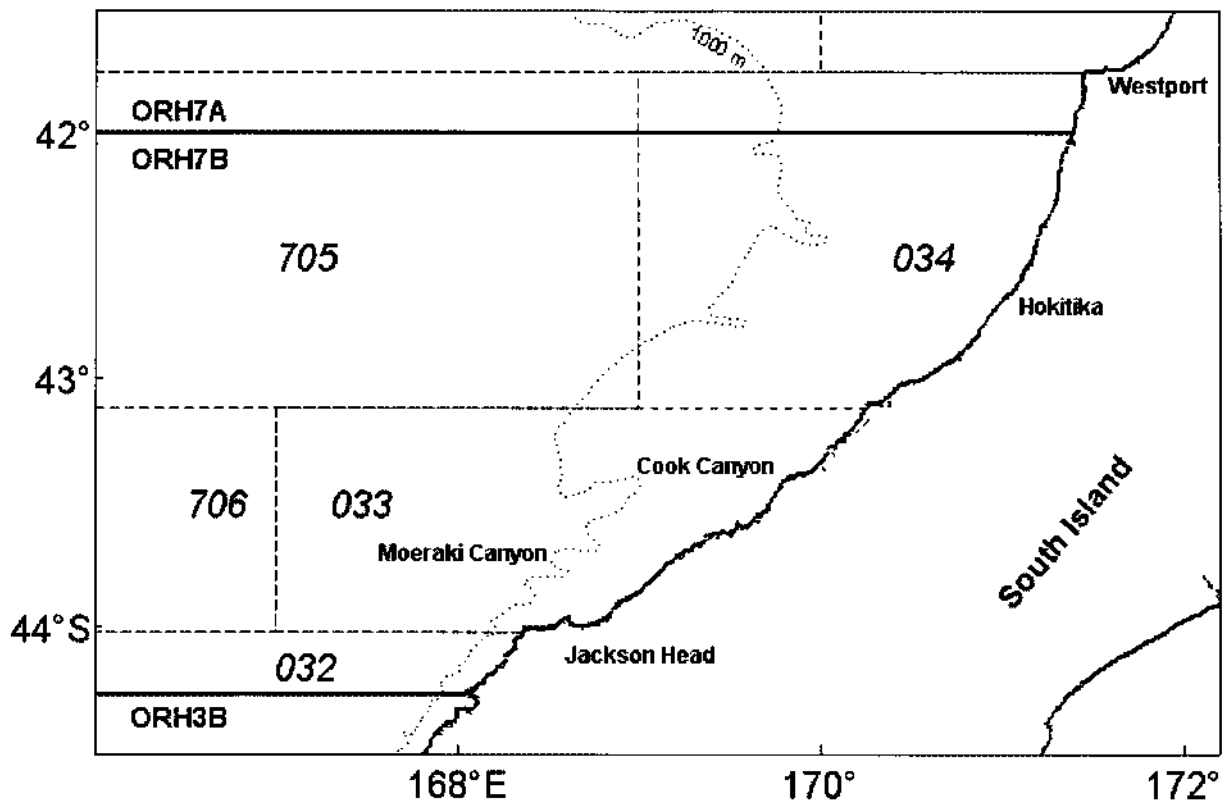 1000 m
Westport
ORH7A
42°
ORH7B
705
034
Hokitika
43°
Cook Canyon
706
033
South Island
Moeraki Canyon
44°S
Jackson Head
032
ORH3B
168°E
170°
172°